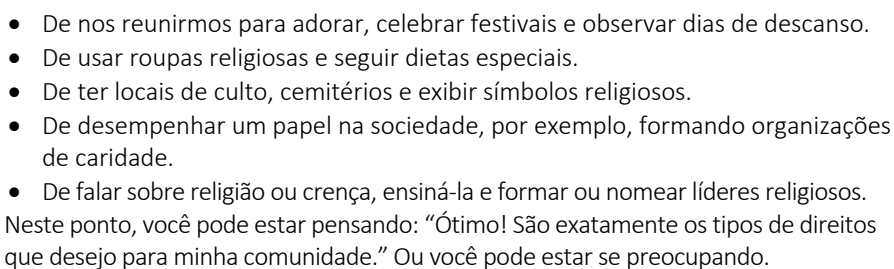 • De nos reunirmos para adorar, celebrar festivais e observar dias de descanso.
• De usar roupas religiosas e seguir dietas especiais.
• De ter locais de culto, cemitérios e exibir símbolos religiosos.
• De desempenhar um papel na sociedade, por exemplo, formando organizações
de caridade.
• De falar sobre religião ou crença, ensiná-la e formar ou nomear líderes religiosos.
Neste ponto, você pode estar pensando: “Ótimo! São exatamente os tipos de direitos
que desejo para minha comunidade.” Ou você pode estar se preocupando.